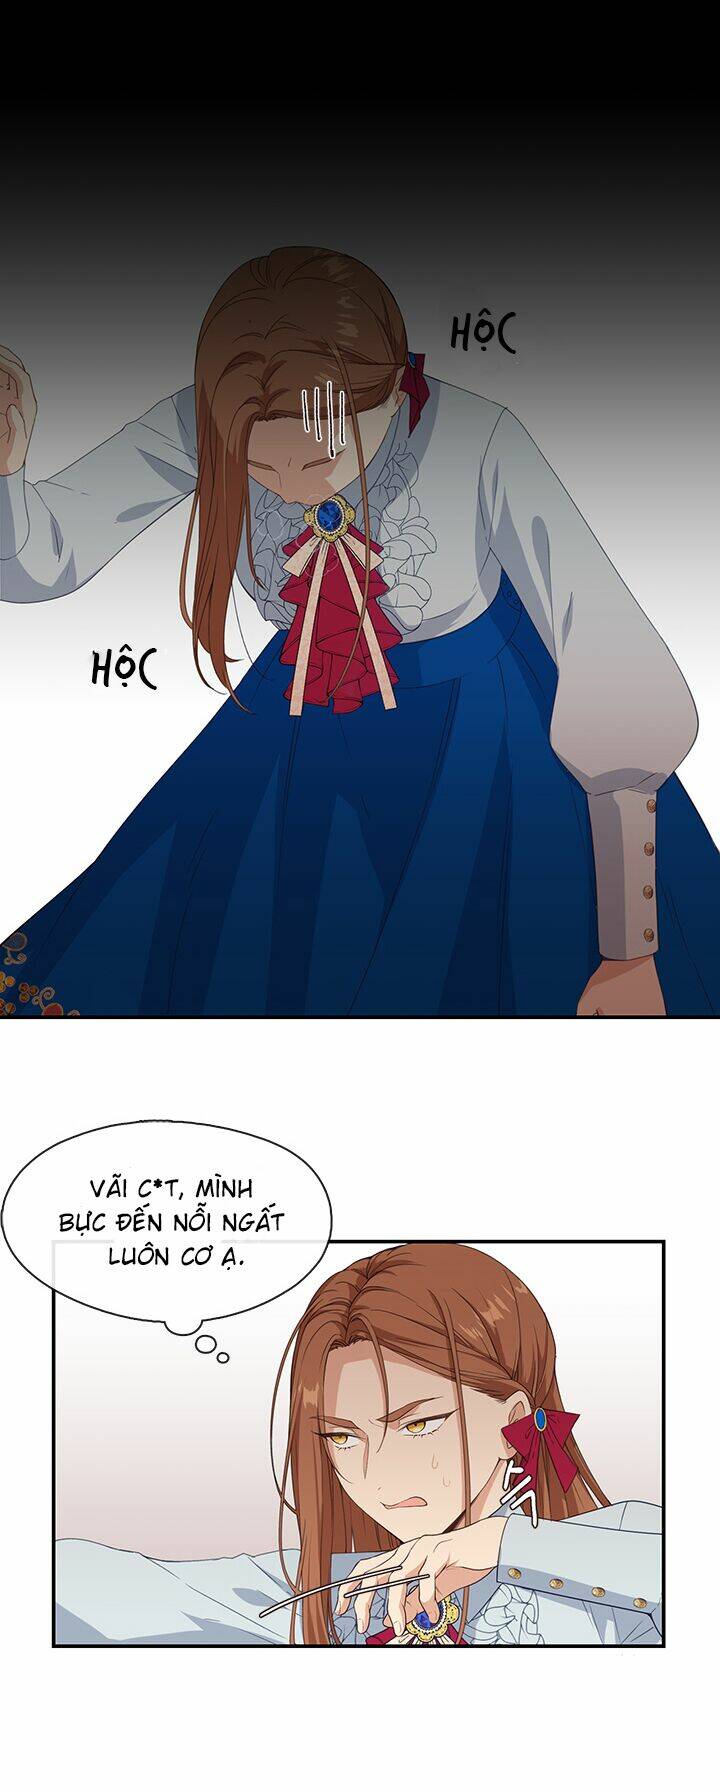 HỘC
HỘC
VÃI C*T, MÌNH
BỰC ĐẾN NỖI NGẤT
LUÔN CƠ Ạ.